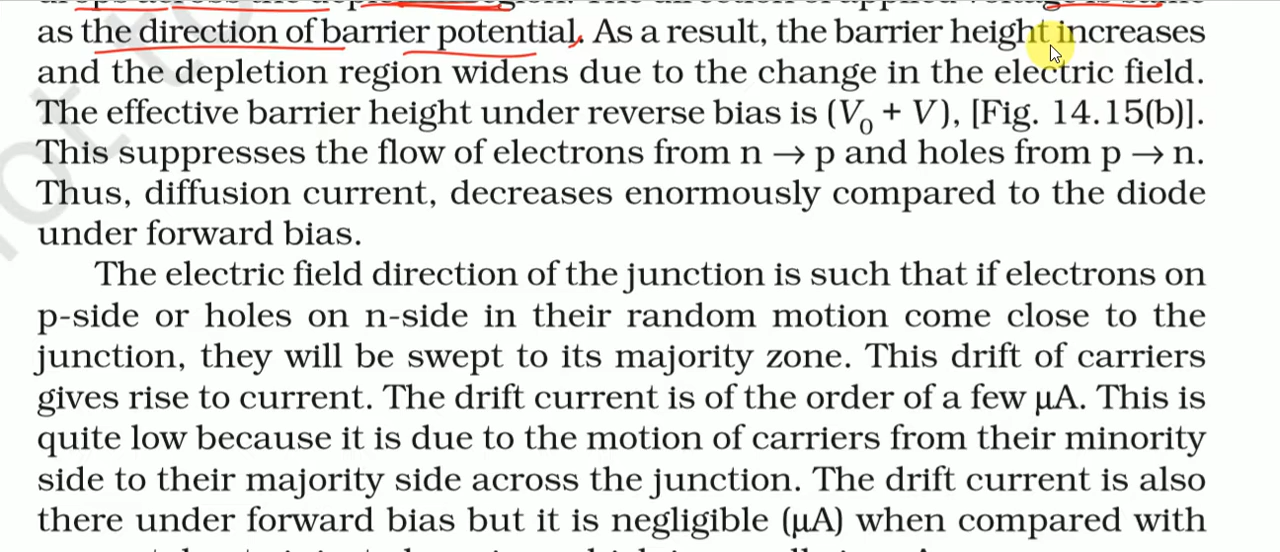 as the direction of barrier potential. As a result, the barrier height increases
and the depletion region widens due to the change in the electric field.
The effective barrier height under reverse bias is (V₀ + V), [Fig. 14.15(b)].
This suppresses the flow of electrons from n → p and holes from p → n.
Thus, diffusion current, decreases enormously compared to the diode
under forward bias.
The electric field direction of the junction is such that if electrons on
p-side or holes on n-side in their random motion come close to the
junction, they will be swept to its majority zone. This drift of carriers
gives rise to current. The drift current is of the order of a few μA. This is
quite low because it is due to the motion of carriers from their minority
side to their majority side across the junction. The drift current is also
there under forward bias but it is negligible (μA) when compared with